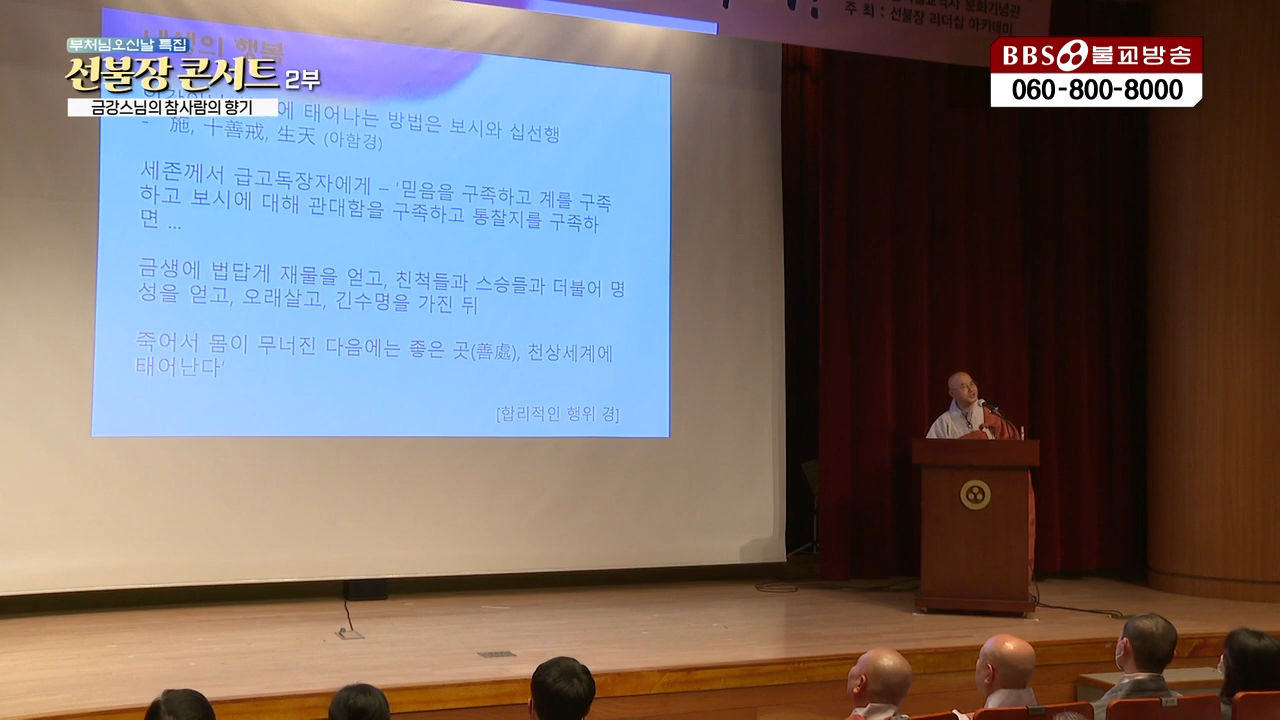 부처님오신날 특집
선불장 콘서트 2부
금강스님의 참사람의 향기
BBS 불교방송
060-800-8000
문화기념관
주 최 : 선불장 리더십 아카데미
행복
에 태어나는 방법은 보시와 십선행
- 施, 十善戒, 生天 (아함경)
세존께서 급고독장자에게 – '믿음을 구족하고 계를 구족
하고 보시에 대해 관대함을 구족하고 통찰지를 구족하
면 ...
금생에 법답게 재물을 얻고, 친척들과 스승들과 더불어 명
성을 얻고, 오래살고, 긴수명을 가진 뒤
죽어서 몸이 무너진 다음에는 좋은 곳(善處), 천상세계에
태어난다'
[합리적인 행위 경]